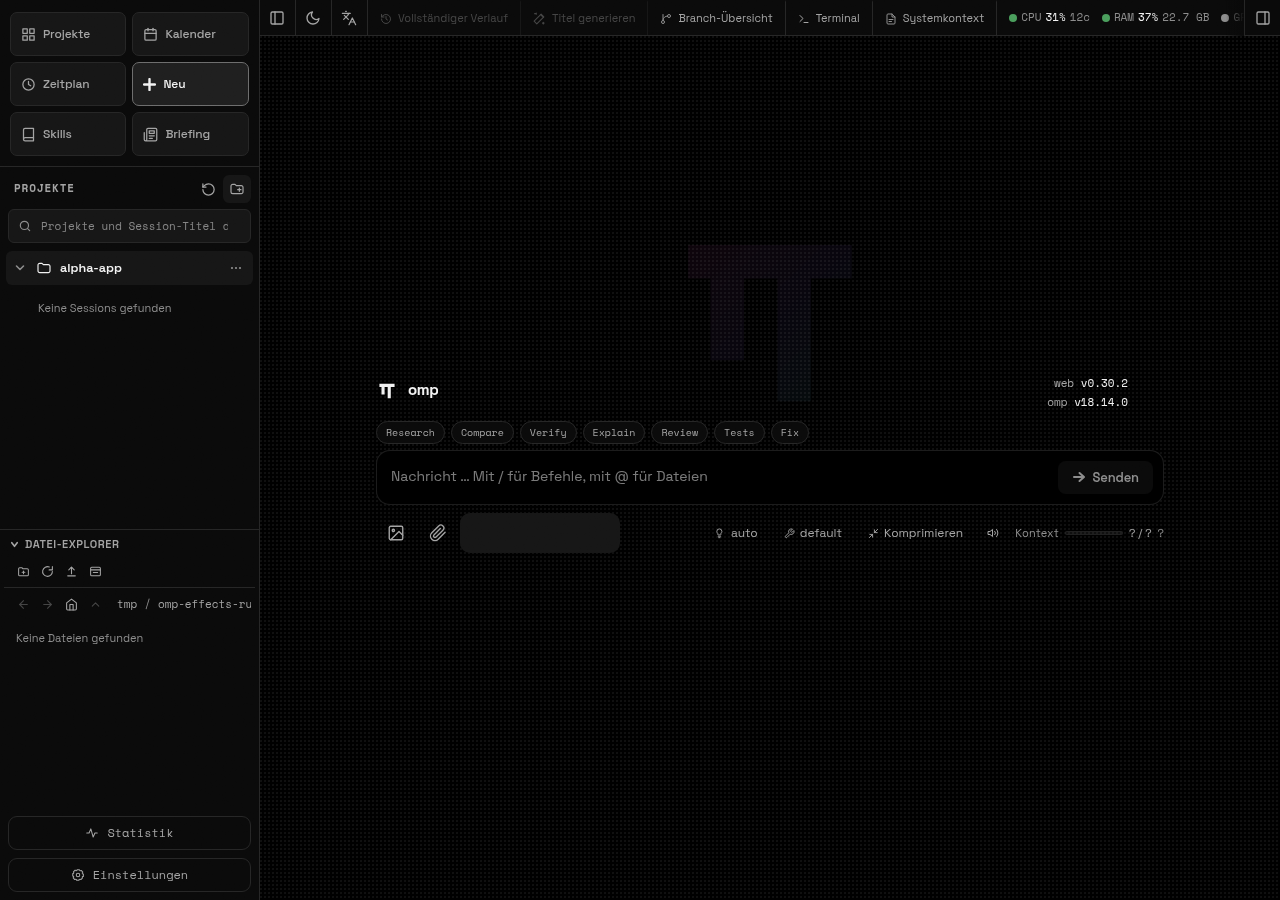 Projekte
Kalender
Zeitplan
Neu
Skills
Briefing
PROJEKTE
Projekte und Session-Titel
alpha-app
Keine Sessions gefunden
DATEI-EXPLORER
tmp / omp-effects-ru
Keine Dateien gefunden
Statistik
Einstellungen
Vollständiger Verlauf
Titel generieren
Branch-Übersicht
Terminal
Systemkontext
CPU 31% 12c
RAM 37% 22.7 GB
omp
web v0.30.2
omp v18.14.0
Research
Compare
Verify
Explain
Review
Tests
Fix
Nachricht … Mit / für Befehle, mit @ für Dateien
Senden
auto
default
Komprimieren
Kontext
? / ? ?